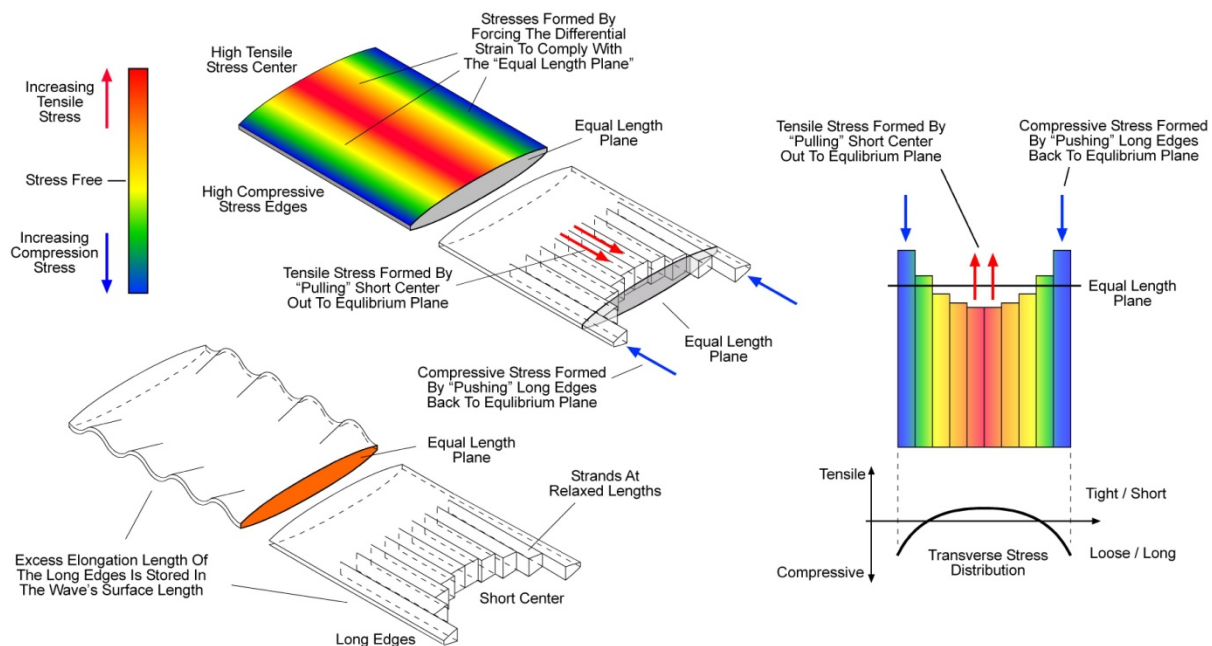 Stresses Formed By
Forcing The Differential
Strain To Comply With
The “Equal Length Plane”
High Tensile
Stress Center
Increasing
Tensile
Stress
Equal Length
Plane
Stress Free
High Compressive
Stress Edges
Increasing
Compression
Stress
Tensile Stress Formed By
“Pulling” Short Center
Out To Equlibrium Plane
Equal Length
Plane
Compressive Stress Formed
By “Pushing” Long Edges
Back To Equlibrium Plane
Tensile Stress Formed By
“Pulling” Short Center
Out To Equlibrium Plane
Compressive Stress Formed
By “Pushing” Long Edges
Back To Equlibrium Plane
Equal Length
Plane
Equal Length
Plane
Strands At
Relaxed Lengths
Excess Elongation Length Of
The Long Edges Is Stored In
The Wave’s Surface Length
Short Center
Long Edges
Tensile
Tight / Short
Loose / Long
Transverse Stress
Distribution
Compressive